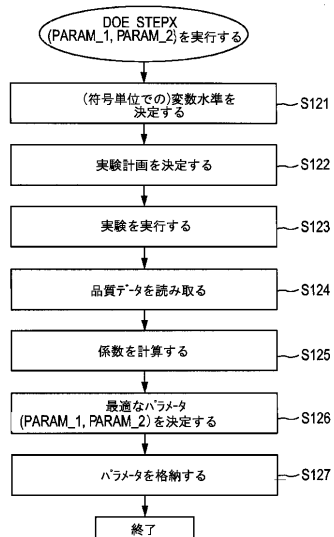 DOE_STEPX
(PARAM_1, PARAM_2)を実行する
(符号単位での)変数水準を
決定する
S121
実験計画を決定する
S122
実験を実行する
S123
品質データを読み取る
S124
係数を計算する
S125
最適なパラメータ
(PARAM_1, PARAM_2)を決定する
S126
パラメータを格納する
S127
終了